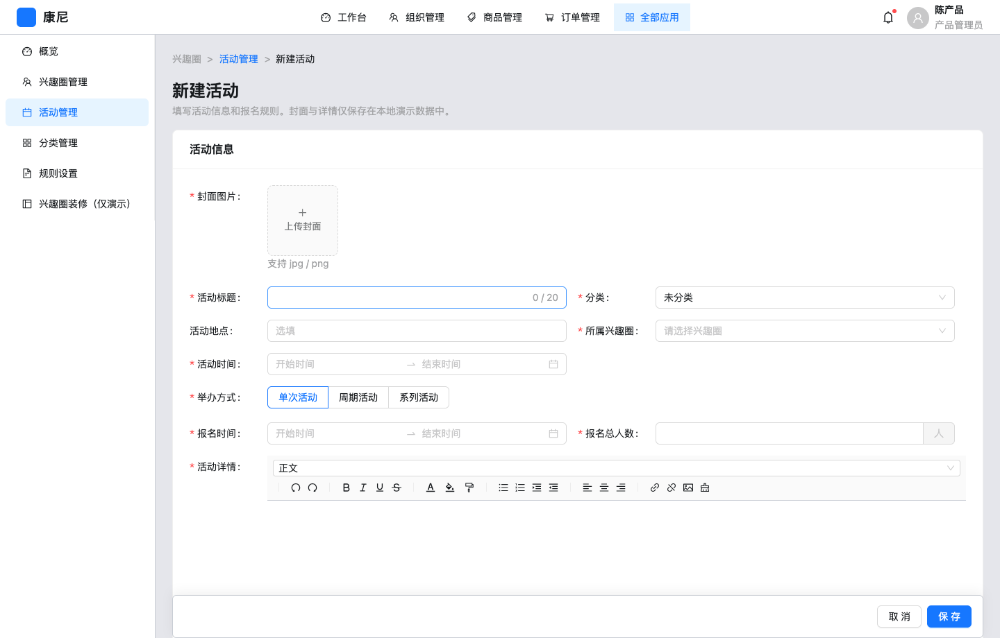 康尼
工作台 组织管理 商品管理 订单管理 全部应用
陈产品
产品管理员
概览
兴趣圈管理
活动管理
分类管理
规则设置
兴趣圈装修（仅演示）
兴趣圈 > 活动管理 > 新建活动
新建活动
填写活动信息和报名规则。封面与详情仅保存在本地演示数据中。
活动信息
* 封面图片：
上传封面
支持 jpg / png
* 活动标题： 0 / 20 * 分类： 未分类
活动地点： 选填 * 所属兴趣圈： 请选择兴趣圈
* 活动时间： 开始时间 → 结束时间
* 举办方式： 单次活动 周期活动 系列活动
* 报名时间： 开始时间 → 结束时间 * 报名总人数： 人
* 活动详情： 正文
B I U S A
取 消 保 存